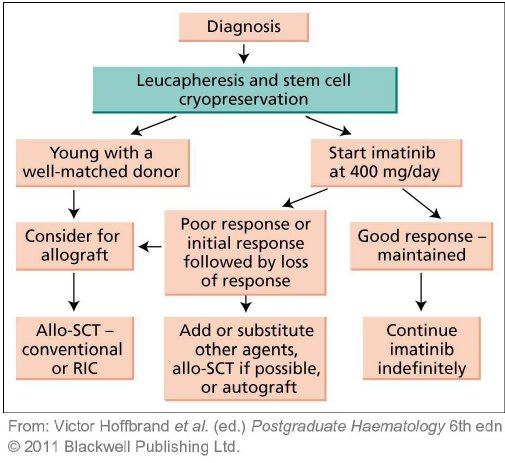 Diagnosis
Leucapheresis and stem cell
cryopreservation
Young with a
well-matched donor
Start imatinib
at 400 mg/day
Consider for
allograft
Poor response or
initial response
followed by loss
of response
Good response –
maintained
Allo-SCT –
conventional
or RIC
Add or substitute
other agents,
allo-SCT if possible,
or autograft
Continue
imatinib
indefinitely
From: Victor Hoffbrand et al. (ed.) Postgraduate Haematology 6th edn
© 2011 Blackwell Publishing Ltd.